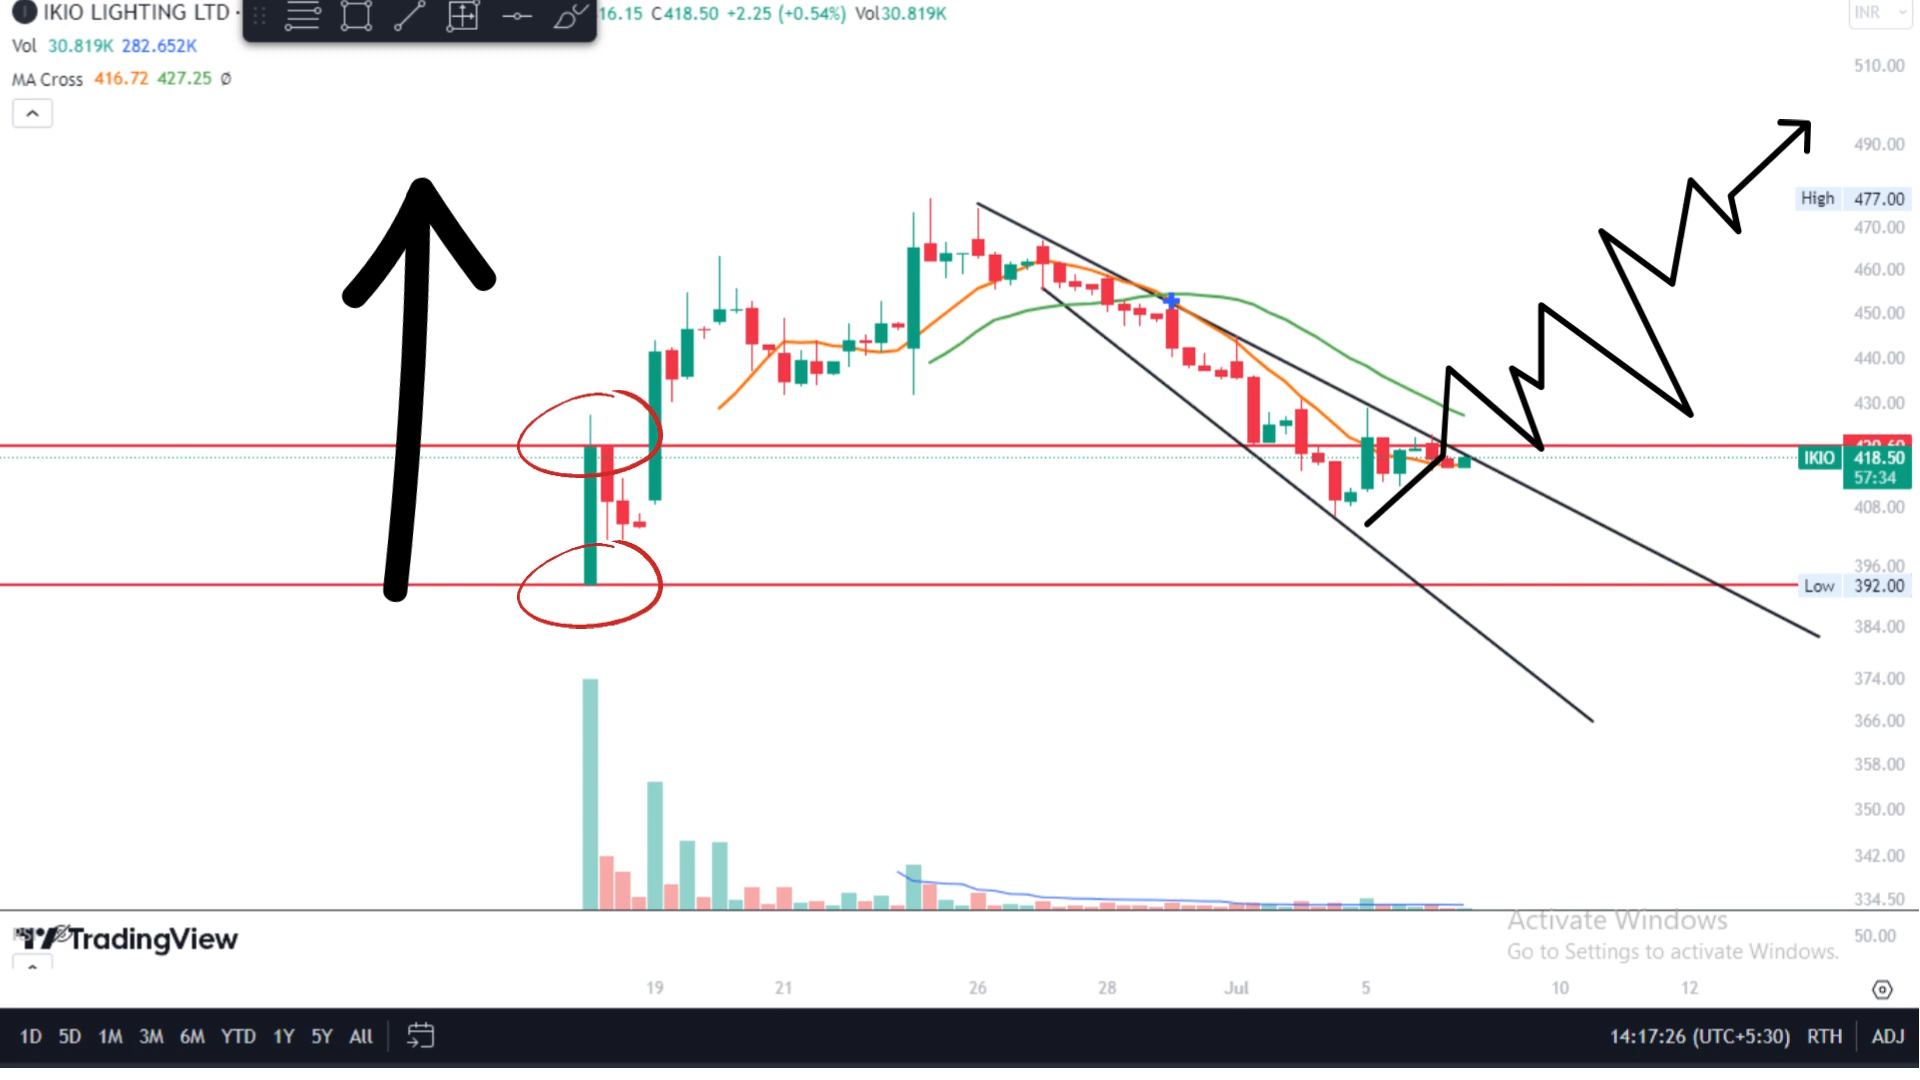 IKIO LIGHTING LTD · 16.15 C418.50 +2.25 (+0.54%) Vol30.819K
INR
Vol 30.819K 282.652K
MA Cross 416.72 427.25 Ø
510.00
490.00
High 477.00
470.00
460.00
450.00
440.00
430.00
IKIO 418.50
57:34
408.00
396.00
Low 392.00
384.00
374.00
366.00
358.00
350.00
342.00
334.50
Activate Windows
Go to Settings to activate Windows.
50.00
TradingView
19 21 26 28 Jul 5 10 12
1D 5D 1M 3M 6M YTD 1Y 5Y All 14:17:26 (UTC+5:30) RTH ADJ